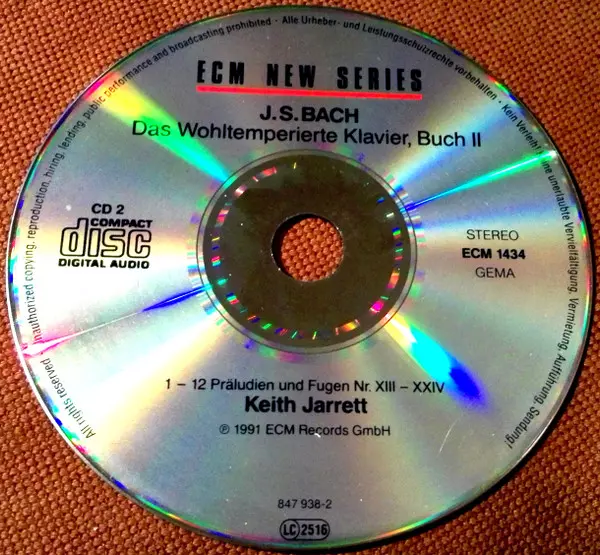 ECM NEW SERIES
J.S.BACH
Das Wohltemperierte Klavier, Buch II
CD 2
COMPACT
disc
DIGITAL AUDIO
STEREO
ECM 1434
GEMA
1 – 12 Präludien und Fugen Nr. XIII – XXIV
Keith Jarrett
℗ 1991 ECM Records GmbH
847 938-2
LC 2516
All rights reserved
unauthorized copying, reproduction, hiring, lending, public performance and broadcasting prohibited · Alle Urheber- und Leistungsschutzrechte vorbehalten · Kein Verleih! Keine unerlaubte Vervielfältigung, Vermietung, Aufführung, Sendung!